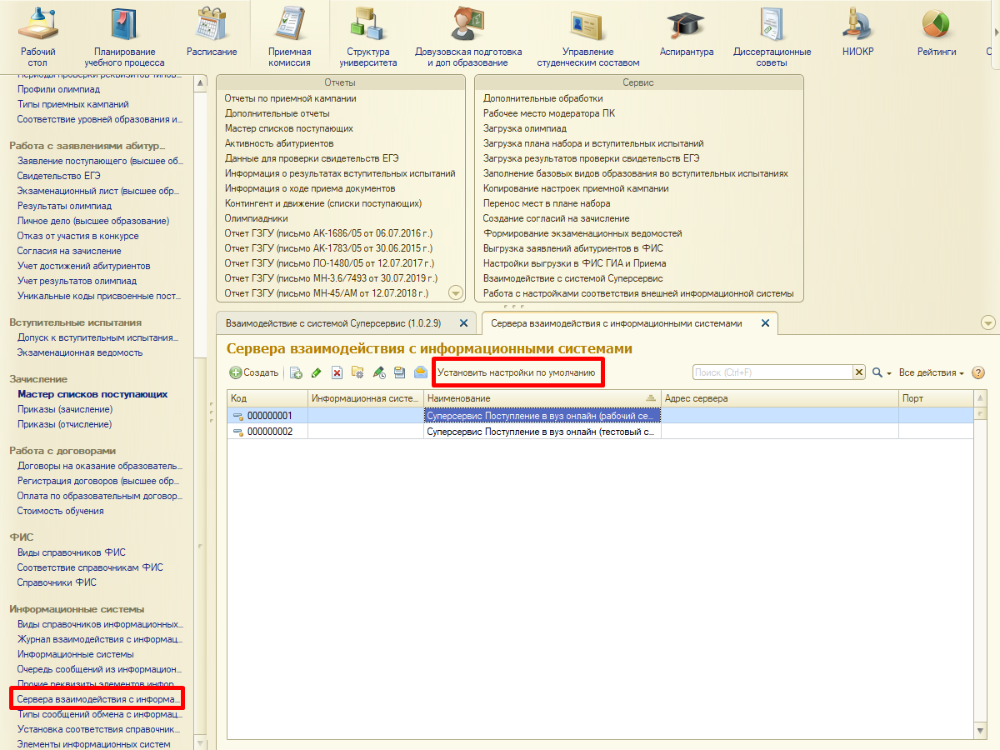 Рабочий
стол
Планирование
учебного процесса
Расписание
Приемная
комиссия
Структура
университета
Довузовская подготовка
и доп образование
Управление
студенческим составом
Аспирантура
Диссертационные
советы
НИОКР
Рейтинги
Периоды проверки реквизитов типов...
Профили олимпиад
Типы приемных кампаний
Соответствие уровней образования и...
Работа с заявлениями абитур...
Заявление поступающего (высшее об...
Свидетельство ЕГЭ
Экзаменационный лист (высшее обр...
Результаты олимпиад
Личное дело (высшее образование)
Отказ от участия в конкурсе
Согласия на зачисление
Учет достижений абитуриентов
Учет результатов олимпиад
Уникальные коды присвоенные пост...
Вступительные испытания
Допуск к вступительным испытания...
Экзаменационная ведомость
Зачисление
Мастер списков поступающих
Приказы (зачисление)
Приказы (отчисление)
Работа с договорами
Договоры на оказание образователь...
Регистрация договоров (высшее обр...
Оплата по образовательным договор...
Стоимость обучения
ФИС
Виды справочников ФИС
Соответствие справочникам ФИС
Справочники ФИС
Информационные системы
Виды справочников информационных...
Журнал взаимодействия с информац...
Информационные системы
Очередь сообщений из информацион...
Прочие реквизиты элементов инфор...
Сервера взаимодействия с информа...
Типы сообщений обмена с информац...
Установка соответствия справочник...
Элементы информационных систем
Отчеты
Отчеты по приемной кампании
Дополнительные отчеты
Мастер списков поступающих
Активность абитуриентов
Данные для проверки свидетельств ЕГЭ
Информация о результатах вступительных испытаний
Информация о ходе приема документов
Контингент и движение (списки поступающих)
Олимпиадники
Отчет ГЗГУ (письмо АК-1686/05 от 06.07.2016 г.)
Отчет ГЗГУ (письмо АК-1783/05 от 30.06.2015 г.)
Отчет ГЗГУ (письмо ЛО-1480/05 от 12.07.2017 г.)
Отчет ГЗГУ (письмо МН-3.6/7493 от 30.07.2019 г.)
Отчет ГЗГУ (письмо МН-45/АМ от 12.07.2018 г.)
Сервис
Дополнительные обработки
Рабочее место модератора ПК
Загрузка олимпиад
Загрузка плана набора и вступительных испытаний
Загрузка результатов проверки свидетельств ЕГЭ
Заполнение базовых видов образования во вступительных испытаниях
Копирование настроек приемной кампании
Перенос мест в плане набора
Создание согласий на зачисление
Формирование экзаменационных ведомостей
Выгрузка заявлений абитуриентов в ФИС
Настройки выгрузки в ФИС ГИА и Приема
Взаимодействие с системой Суперсервис
Работа с настройками соответствия внешней информационной системы
Взаимодействие с системой Суперсервис (1.0.2.9)
Сервера взаимодействия с информационными системами
Сервера взаимодействия с информационными системами
Создать
Установить настройки по умолчанию
Поиск (Ctrl+F)
Все действия
Код
Информационная систе...
Наименование
Адрес сервера
Порт
000000001
Суперсервис Поступление в вуз онлайн (рабочий се...
000000002
Суперсервис Поступление в вуз онлайн (тестовый с...